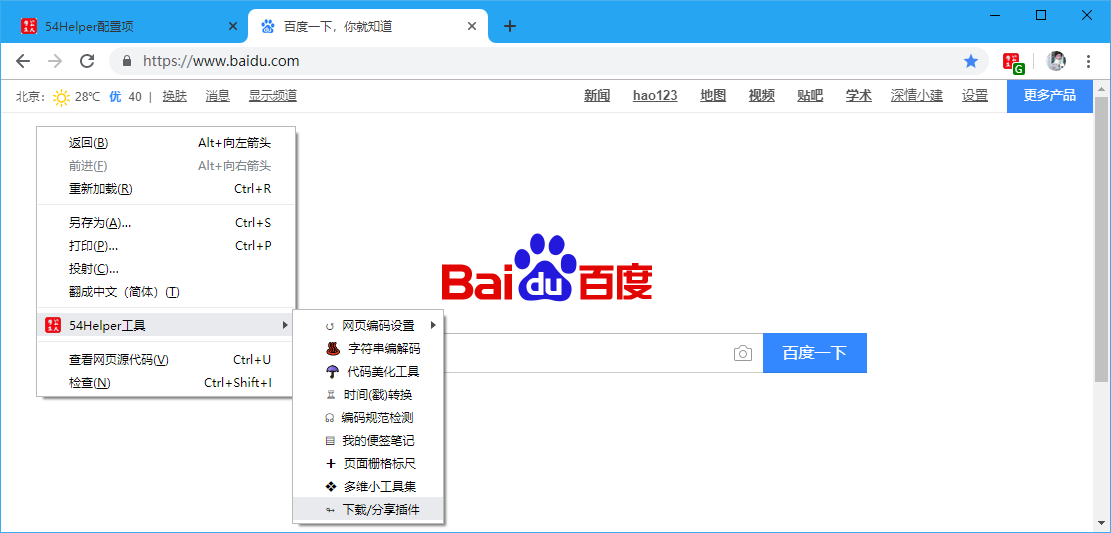 54Helper配置项
百度一下，你就知道
https://www.baidu.com
G
北京: 28℃ 优 40 | 换肤 消息 显示频道
新闻 hao123 地图 视频 贴吧 学术 深情小建 设置 更多产品
返回(B) Alt+向左箭头
前进(F) Alt+向右箭头
重新加载(R) Ctrl+R
另存为(A)... Ctrl+S
打印(P)... Ctrl+P
投射(C)...
翻成中文（简体）(T)
54Helper工具
查看网页源代码(V) Ctrl+U
检查(N) Ctrl+Shift+I
Baidu百度
百度一下
网页编码设置
字符串编解码
代码美化工具
时间(戳)转换
编码规范检测
我的便签笔记
页面栅格标尺
多维小工具集
下载/分享插件